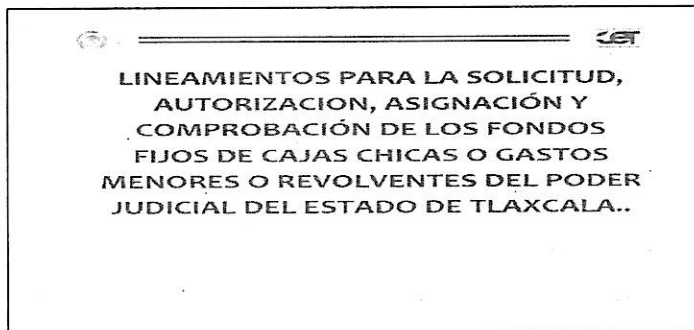 LINEAMIENTOS PARA LA SOLICITUD,
AUTORIZACION, ASIGNACIÓN Y
COMPROBACIÓN DE LOS FONDOS
FIJOS DE CAJAS CHICAS O GASTOS
MENORES O REVOLVENTES DEL PODER
JUDICIAL DEL ESTADO DE TLAXCALA..